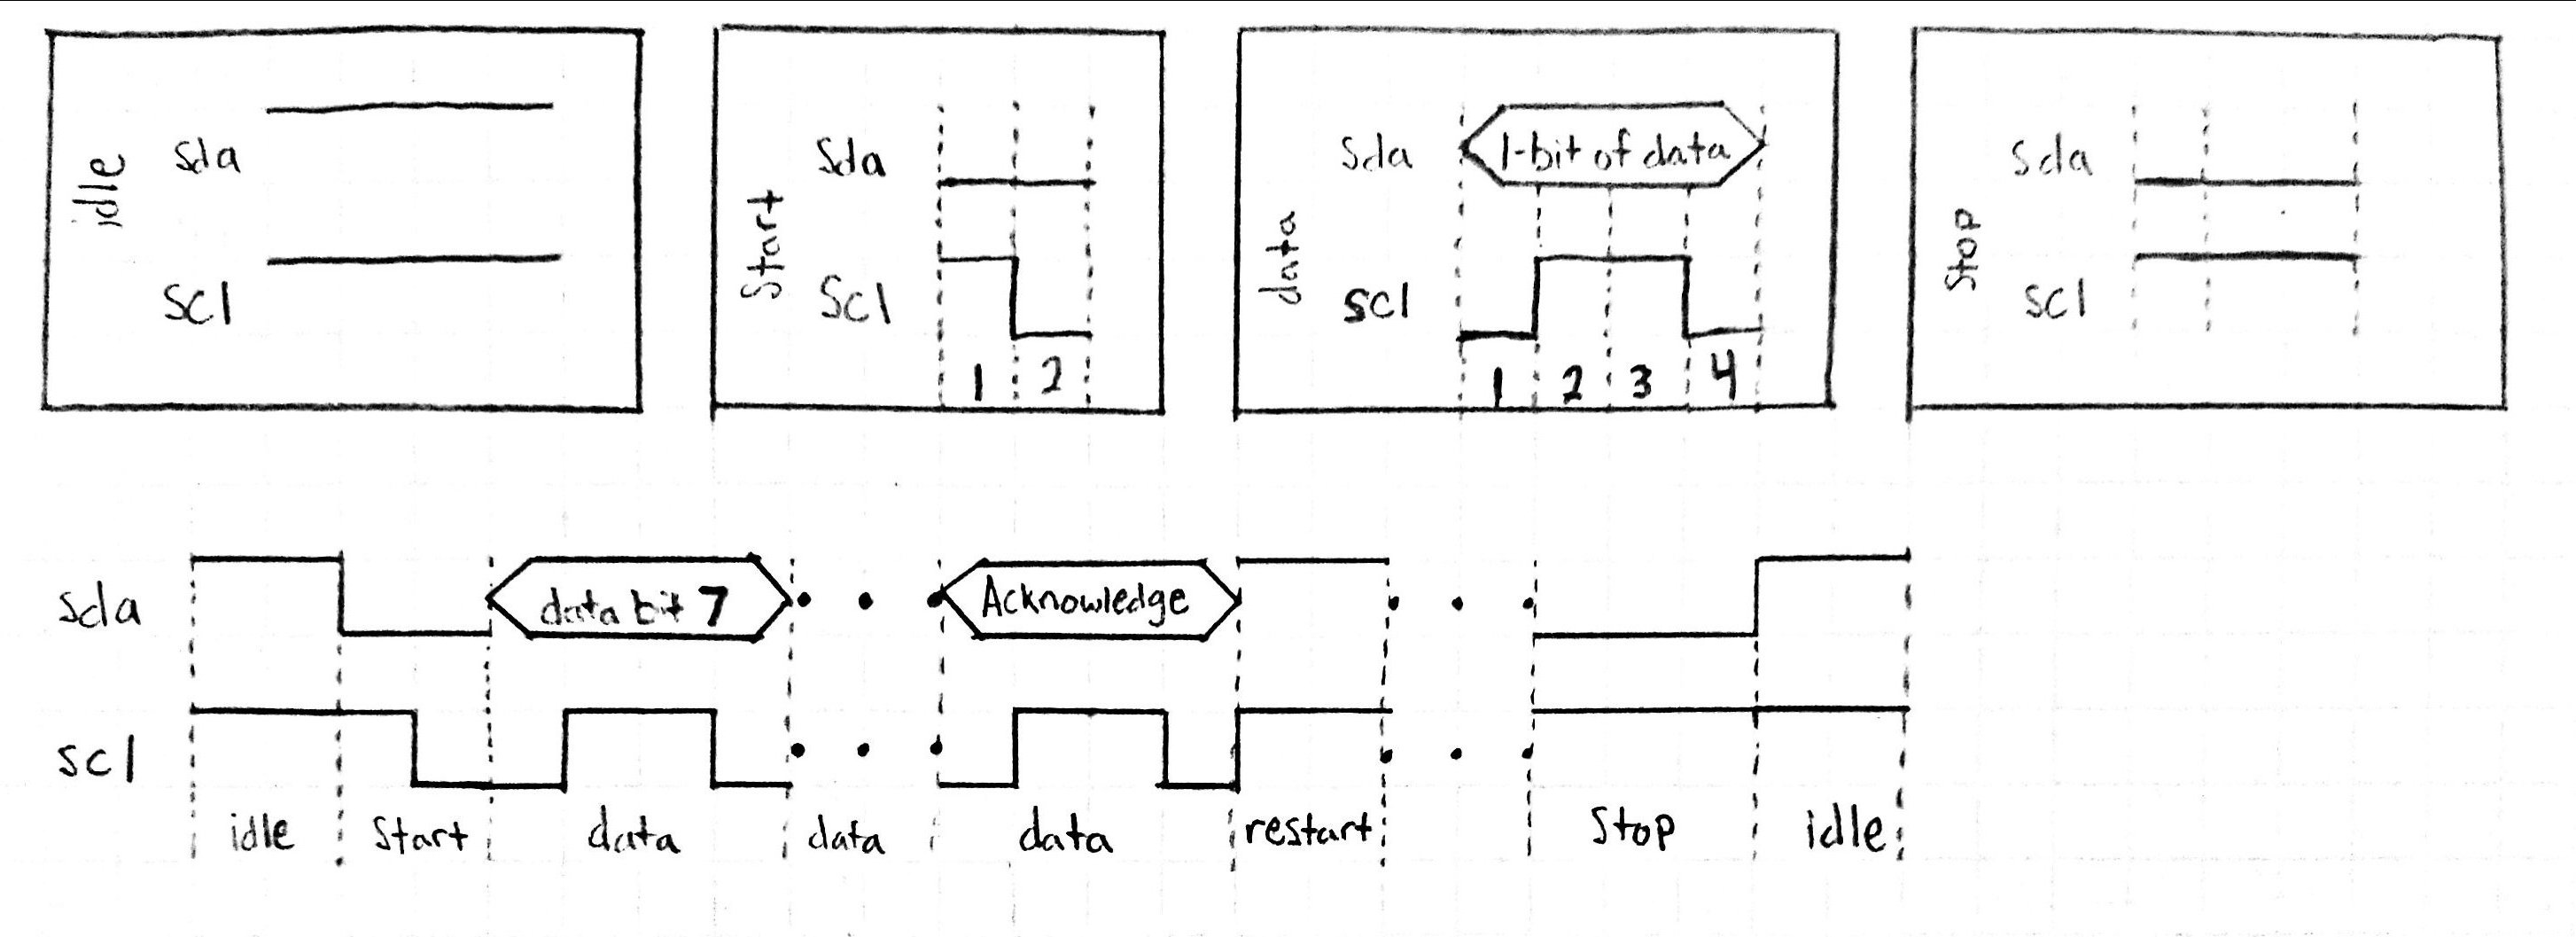 idle
sda
scl
Start
Sda
Scl
1 2
data
Sda
1-bit of data
scl
1 2 3 4
Stop
Sda
scl
sda
data bit 7
Acknowledge
scl
idle Start data data data restart Stop idle